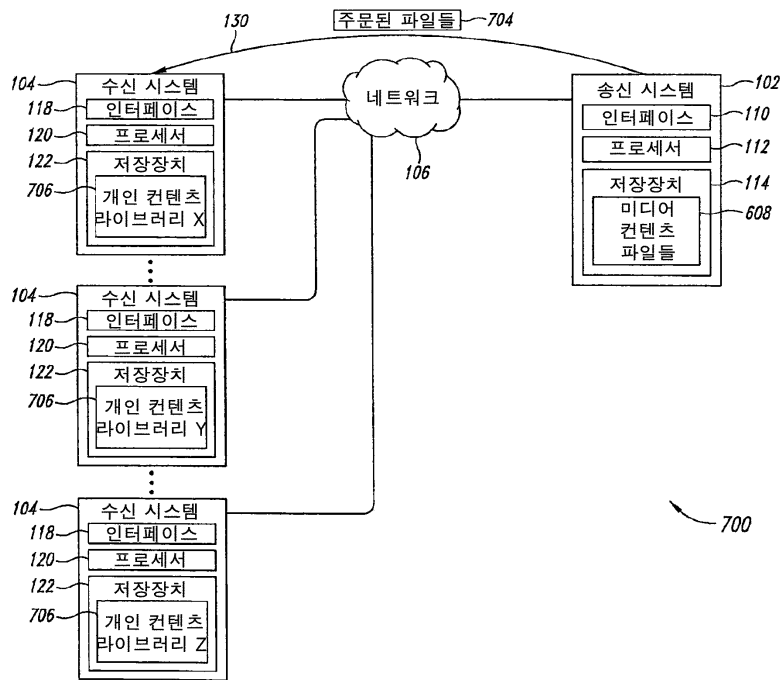 130
주문된 파일들
704
104
수신 시스템
118
인터페이스
120
프로세서
122
저장장치
706
개인 컨텐츠
라이브러리 X
네트워크
106
송신 시스템
102
인터페이스
110
프로세서
112
저장장치
114
미디어
컨텐츠
파일들
608
104
수신 시스템
118
인터페이스
120
프로세서
122
저장장치
706
개인 컨텐츠
라이브러리 Y
104
수신 시스템
118
인터페이스
120
프로세서
122
저장장치
706
개인 컨텐츠
라이브러리 Z
700